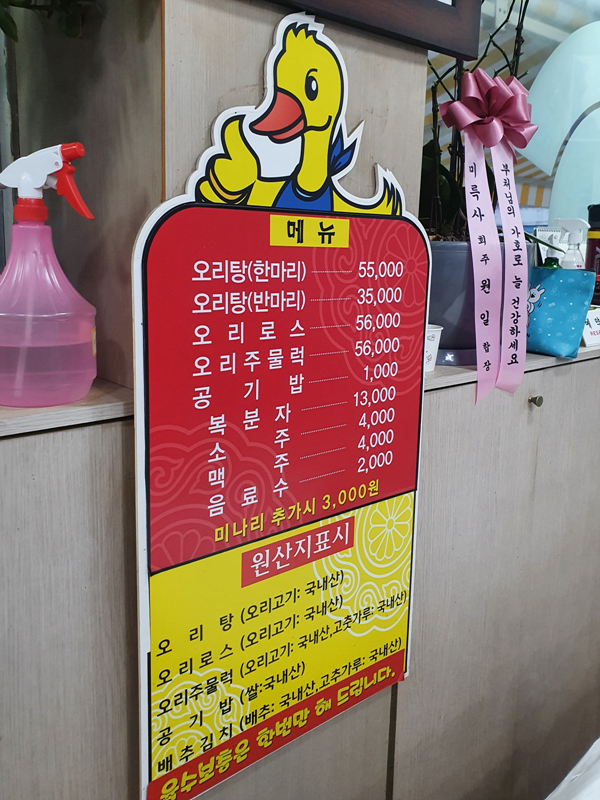 메뉴
오리탕(한마리) 55,000
오리탕(반마리) 35,000
오리로스 56,000
오리주물럭 56,000
공기밥 1,000
복분자 13,000
소주 4,000
맥주 4,000
음료수 2,000
미나리 추가시 3,000원
원산지표시
오리탕 (오리고기: 국내산)
오리로스 (오리고기: 국내산)
오리주물럭 (오리고기: 국내산,고춧가루: 국내산)
공기밥 (쌀:국내산)
배추김치 (배추: 국내산,고추가루: 국내산)
육수보충은 한번만 해 드립니다.
미륵사 회주 원일 합장
부처님의 가호로 늘 건강하세요